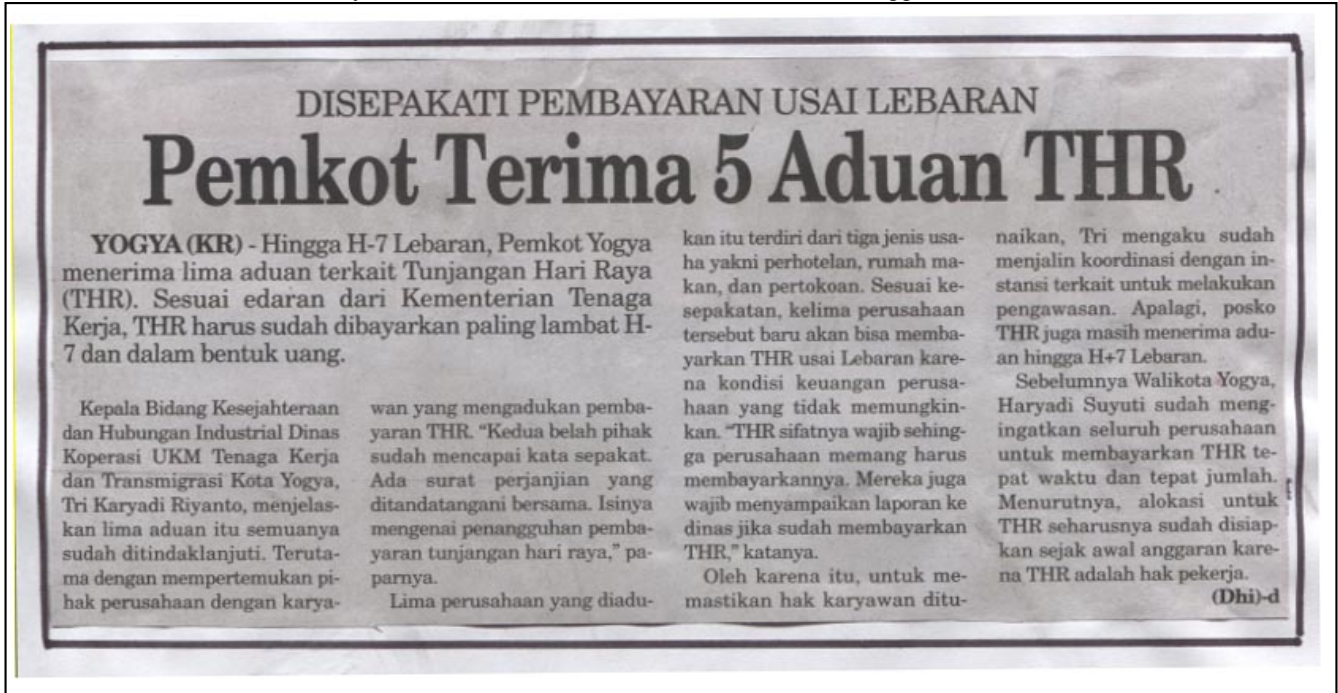 DISEPAKATI PEMBAYARAN USAI LEBARAN
Pemkot Terima 5 Aduan THR
YOGYA (KR) - Hingga H-7 Lebaran, Pemkot Yogya
menerima lima aduan terkait Tunjangan Hari Raya
(THR). Sesuai edaran dari Kementerian Tenaga
Kerja, THR harus sudah dibayarkan paling lambat H-
7 dan dalam bentuk uang.
Kepala Bidang Kesejahteraan
dan Hubungan Industrial Dinas
Koperasi UKM Tenaga Kerja
dan Transmigrasi Kota Yogya,
Tri Karyadi Riyanto, menjelas-
kan lima aduan itu semuanya
sudah ditindaklanjuti. Teruta-
ma dengan mempertemukan pi-
hak perusahaan dengan karya-
wan yang mengadukan pemba-
yaran THR. “Kedua belah pihak
sudah mencapai kata sepakat.
Ada surat perjanjian yang
ditandatangani bersama. Isinya
mengenai penangguhan pemba-
yaran tunjangan hari raya,” pa-
parnya.
Lima perusahaan yang diadu-
kan itu terdiri dari tiga jenis usa-
ha yakni perhotelan, rumah ma-
kan, dan pertokoan. Sesuai ke-
sepakatan, kelima perusahaan
tersebut baru akan bisa memba-
yarkan THR usai Lebaran kare-
na kondisi keuangan perusa-
haan yang tidak memungkin-
kan. “THR sifatnya wajib sehing-
ga perusahaan memang harus
membayarkannya. Mereka juga
wajib menyampaikan laporan ke
dinas jika sudah membayarkan
THR,” katanya.
Oleh karena itu, untuk me-
mastikan hak karyawan ditu-
naikan, Tri mengaku sudah
menjalin koordinasi dengan in-
stansi terkait untuk melakukan
pengawasan. Apalagi, posko
THR juga masih menerima adu-
an hingga H+7 Lebaran.
Sebelumnya Walikota Yogya,
Haryadi Suyuti sudah meng-
ingatkan seluruh perusahaan
untuk membayarkan THR te-
pat waktu dan tepat jumlah.
Menurutnya, alokasi untuk
THR seharusnya sudah disiap-
kan sejak awal anggaran kare-
na THR adalah hak pekerja.
(Dhi)-d